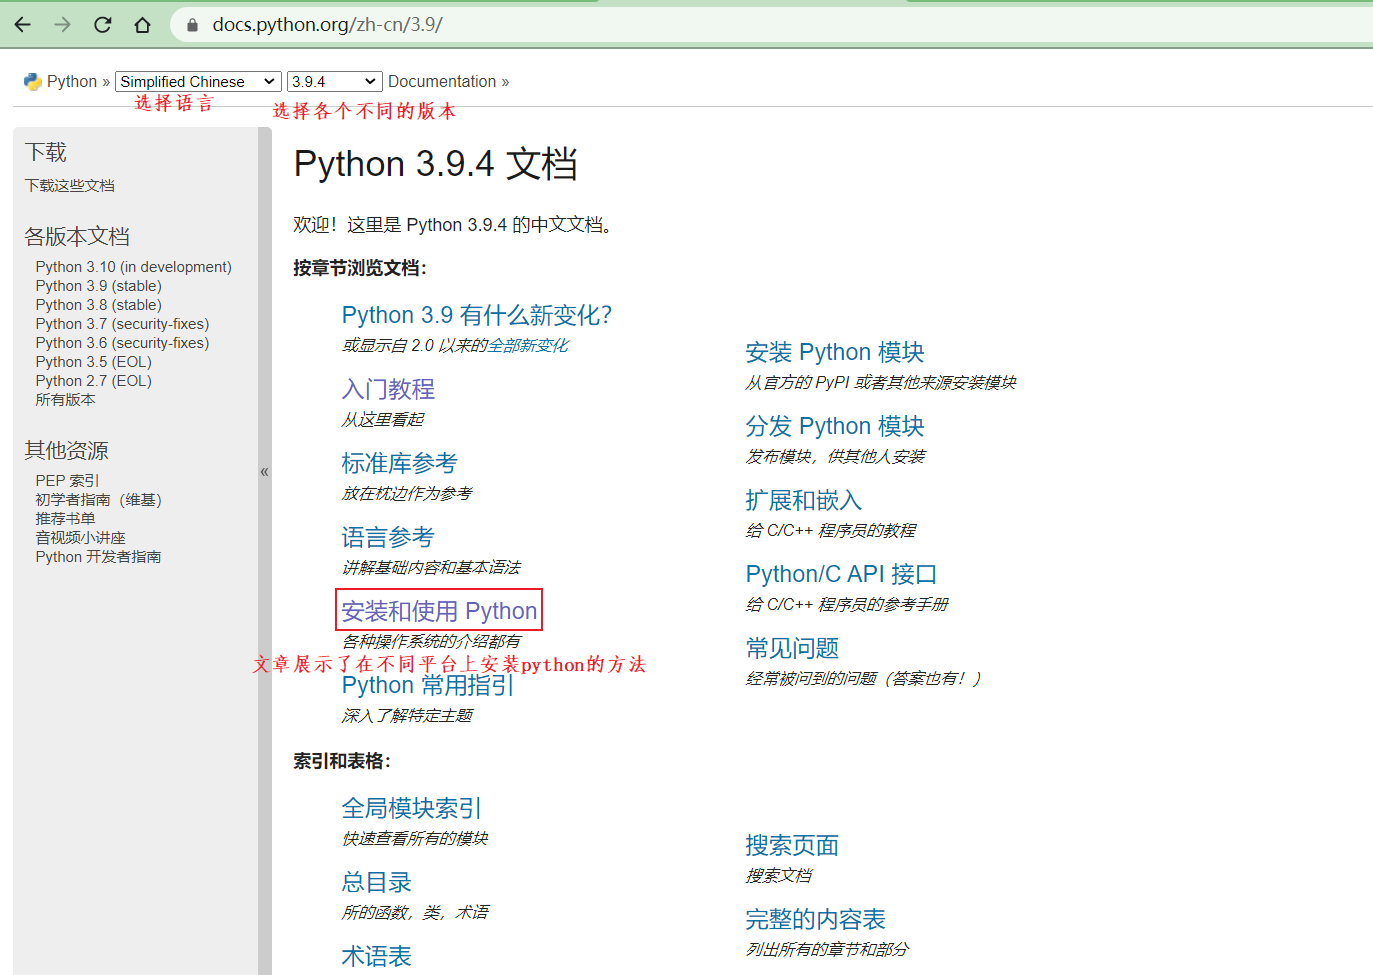 docs.python.org/zh-cn/3.9/
Python » Simplified Chinese 3.9.4 Documentation »
选择语言
选择各个不同的版本
下载
下载这些文档
各版本文档
Python 3.10 (in development)
Python 3.9 (stable)
Python 3.8 (stable)
Python 3.7 (security-fixes)
Python 3.6 (security-fixes)
Python 3.5 (EOL)
Python 2.7 (EOL)
所有版本
其他资源
PEP 索引
初学者指南（维基）
推荐书单
音视频小讲座
Python 开发者指南
«
Python 3.9.4 文档
欢迎！这里是 Python 3.9.4 的中文文档。
按章节浏览文档：
Python 3.9 有什么新变化？
或显示自 2.0 以来的全部新变化
入门教程
从这里看起
标准库参考
放在枕边作为参考
语言参考
讲解基础内容和基本语法
安装和使用 Python
各种操作系统的介绍都有
文章展示了在不同平台上安装python的方法
Python 常用指引
深入了解特定主题
安装 Python 模块
从官方的 PyPI 或者其他来源安装模块
分发 Python 模块
发布模块，供其他人安装
扩展和嵌入
给 C/C++ 程序员的教程
Python/C API 接口
给 C/C++ 程序员的参考手册
常见问题
经常被问到的问题（答案也有！）
索引和表格：
全局模块索引
快速查看所有的模块
总目录
所的函数，类，术语
术语表
搜索页面
搜索文档
完整的内容表
列出所有的章节和部分